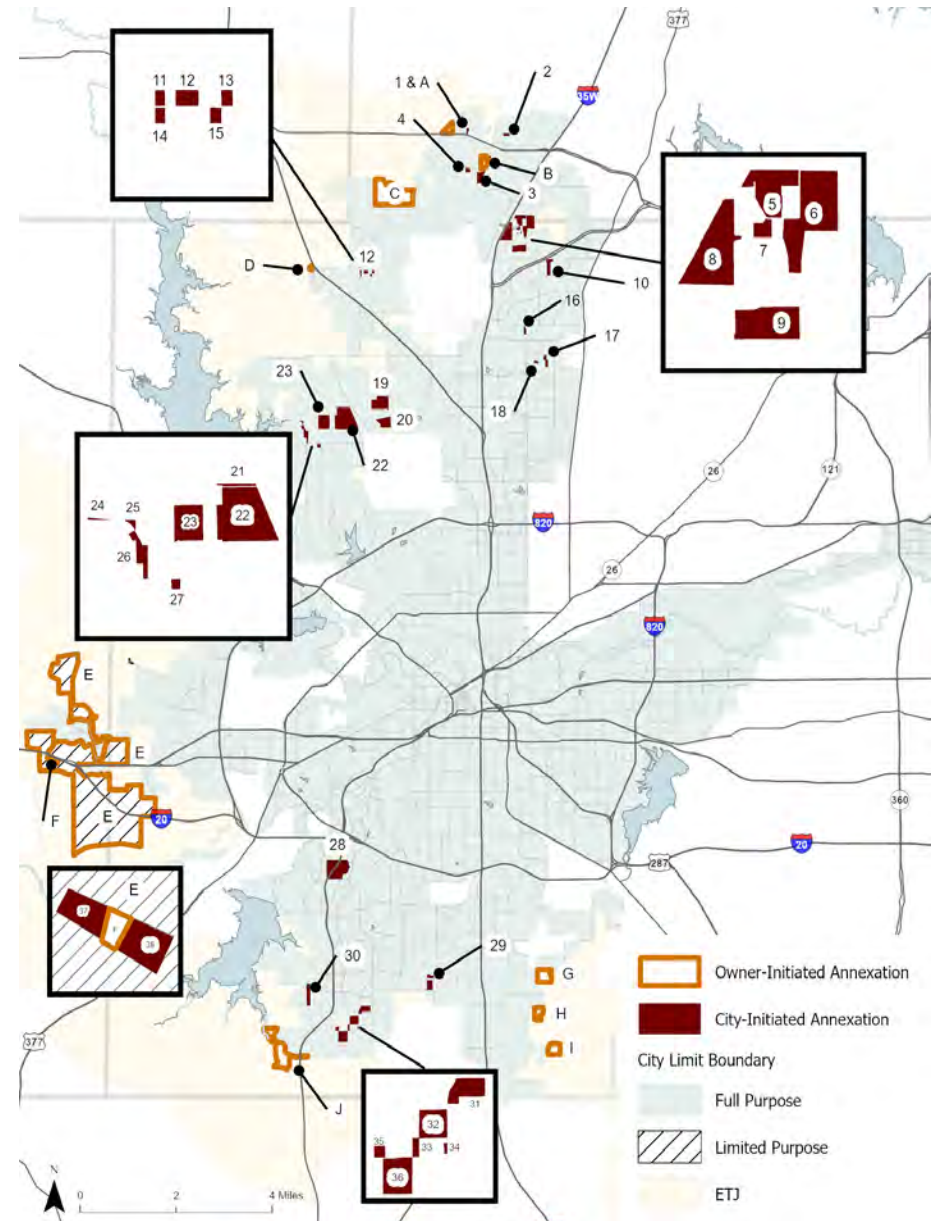 377
35W
1 & A
2
4
B
3
C
11 12 13
14 15
5
6
7
8
9
D
12
10
16
17
18
23
19
20
22
21
24 25
23 22
26
27
26
121
820
26
820
E
E
F
E
20
360
20
287
28
E
37 F 38
30
29
G
H
I
377
J
31
32
33 34
35
36
Owner-Initiated Annexation
City-Initiated Annexation
City Limit Boundary
Full Purpose
Limited Purpose
ETJ
N
0 2 4 Miles